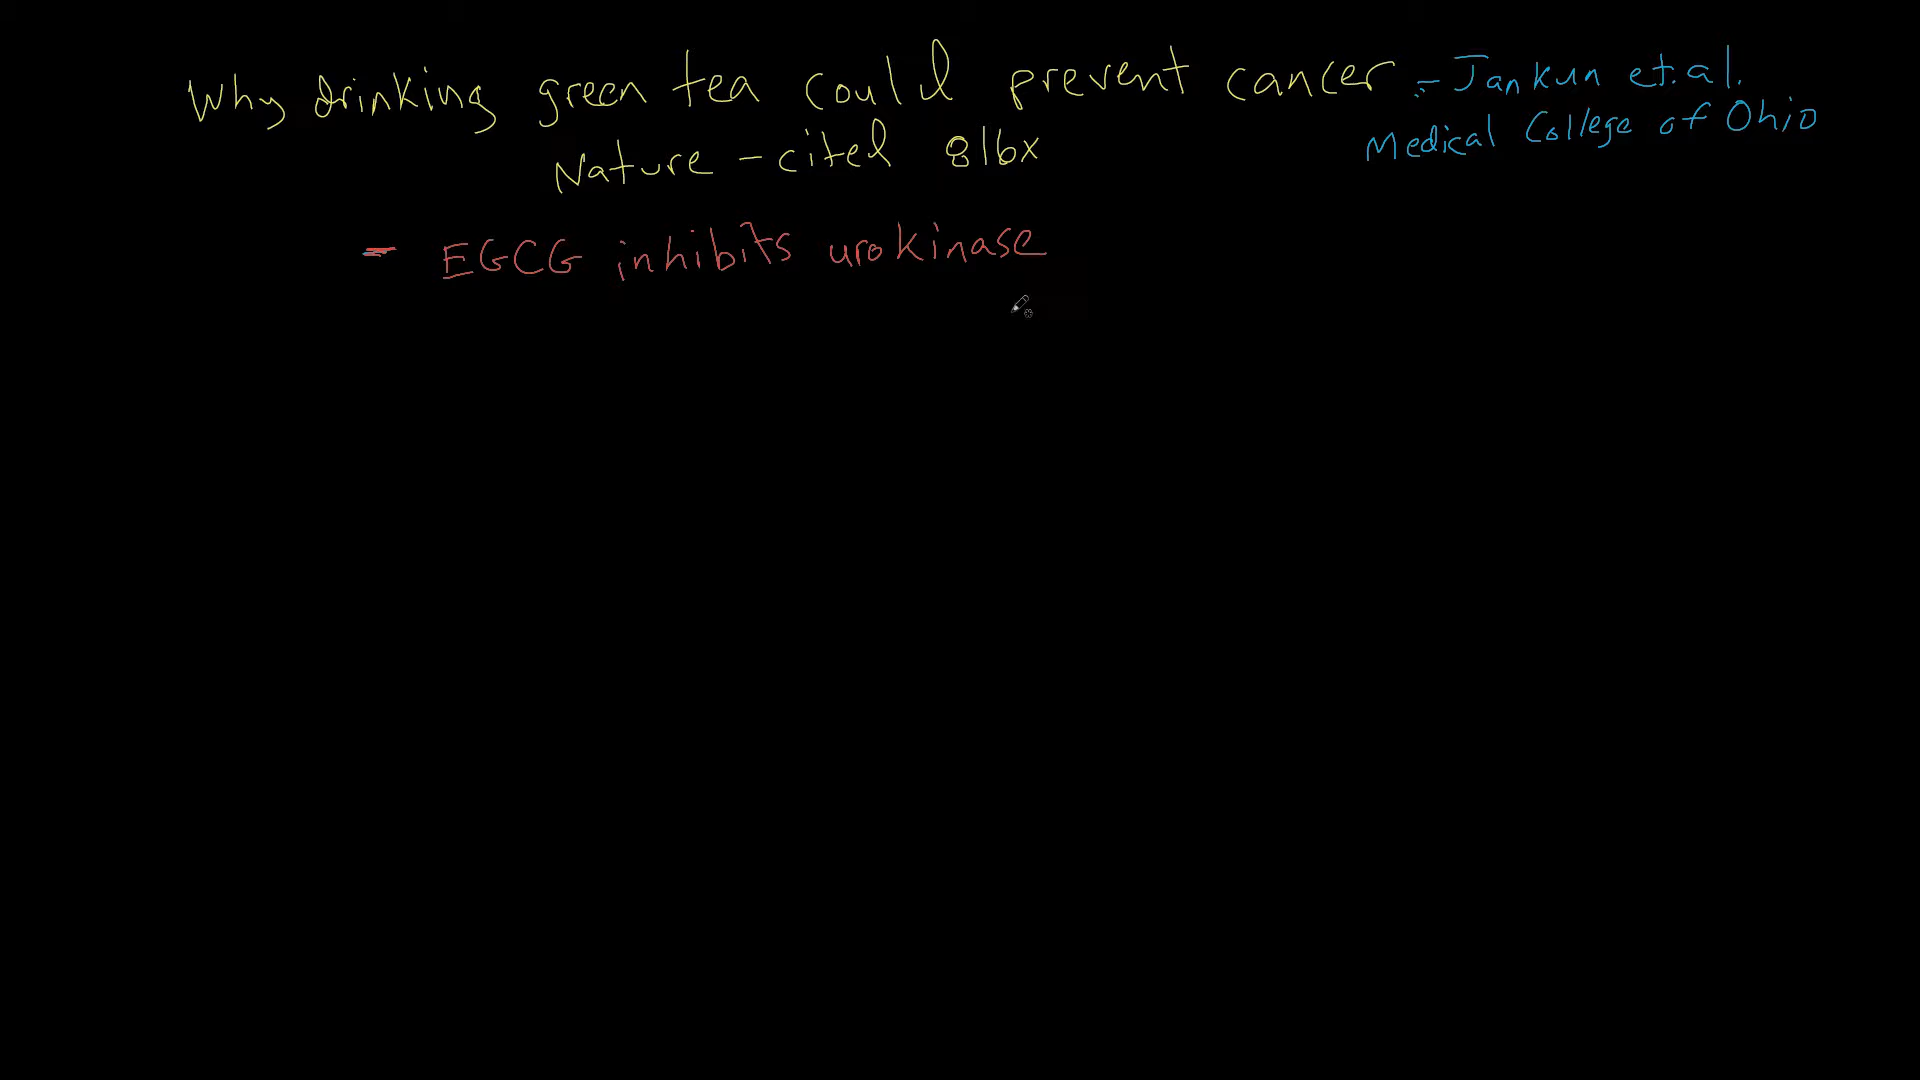 Why drinking green tea could prevent cancer :- Jankun et.al.
Medical College of Ohio
Nature - cited 816x
- EGCG inhibits urokinase